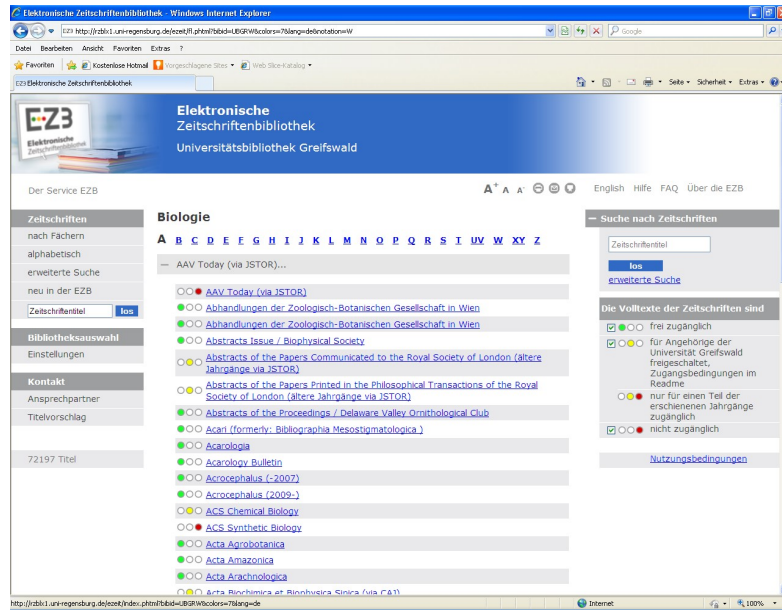 Elektronische Zeitschriftenbibliothek - Windows Internet Explorer
http://rzblx1.uni-regensburg.de/ezeit/fl.phtml?bibid=UBGRW&colors=7&lang=de&notation=W
Google
Datei Bearbeiten Ansicht Favoriten Extras ?
Favoriten Kostenlose Hotmail Vorgeschlagene Sites Web Slice-Katalog
EZB Elektronische Zeitschriftenbibliothek
Seite Sicherheit Extras
EZB
Elektronische
Zeitschriftenbibliothek
Elektronische
Zeitschriftenbibliothek
Universitätsbibliothek Greifswald
Der Service EZB
A+ A A-
English Hilfe FAQ Über die EZB
Zeitschriften
nach Fächern
alphabetisch
erweiterte Suche
neu in der EZB
Zeitschriftentitel los
Bibliotheksauswahl
Einstellungen
Kontakt
Ansprechpartner
Titelvorschlag
72197 Titel
Biologie
A B C D E F G H I J K L M N O P Q R S T UV W XY Z
— AAV Today (via JSTOR)...
AAV Today (via JSTOR)
Abhandlungen der Zoologisch-Botanischen Gesellschaft in Wien
Abhandlungen der Zoologisch-Botanischen Gesellschaft in Wien
Abstracts Issue / Biophysical Society
Abstracts of the Papers Communicated to the Royal Society of London (ältere
Jahrgänge via JSTOR)
Abstracts of the Papers Printed in the Philosophical Transactions of the Royal
Society of London (ältere Jahrgänge via JSTOR)
Abstracts of the Proceedings / Delaware Valley Ornithological Club
Acari (formerly: Bibliographia Mesostigmatologica )
Acarologia
Acarology Bulletin
Acrocephalus (-2007)
Acrocephalus (2009-)
ACS Chemical Biology
ACS Synthetic Biology
Acta Agrobotanica
Acta Amazonica
Acta Arachnologica
Acta Biochimica et Biophysica Sinica (via CAJ)
— Suche nach Zeitschriften
Zeitschriftentitel
los
erweiterte Suche
Die Volltexte der Zeitschriften sind
frei zugänglich
für Angehörige der
Universität Greifswald
freigeschaltet,
Zugangsbedingungen im
Readme
nur für einen Teil der
erschienenen Jahrgänge
zugänglich
nicht zugänglich
Nutzungsbedingungen
http://rzblx1.uni-regensburg.de/ezeit/index.phtml?bibid=UBGRW&colors=7&lang=de
Internet
100%